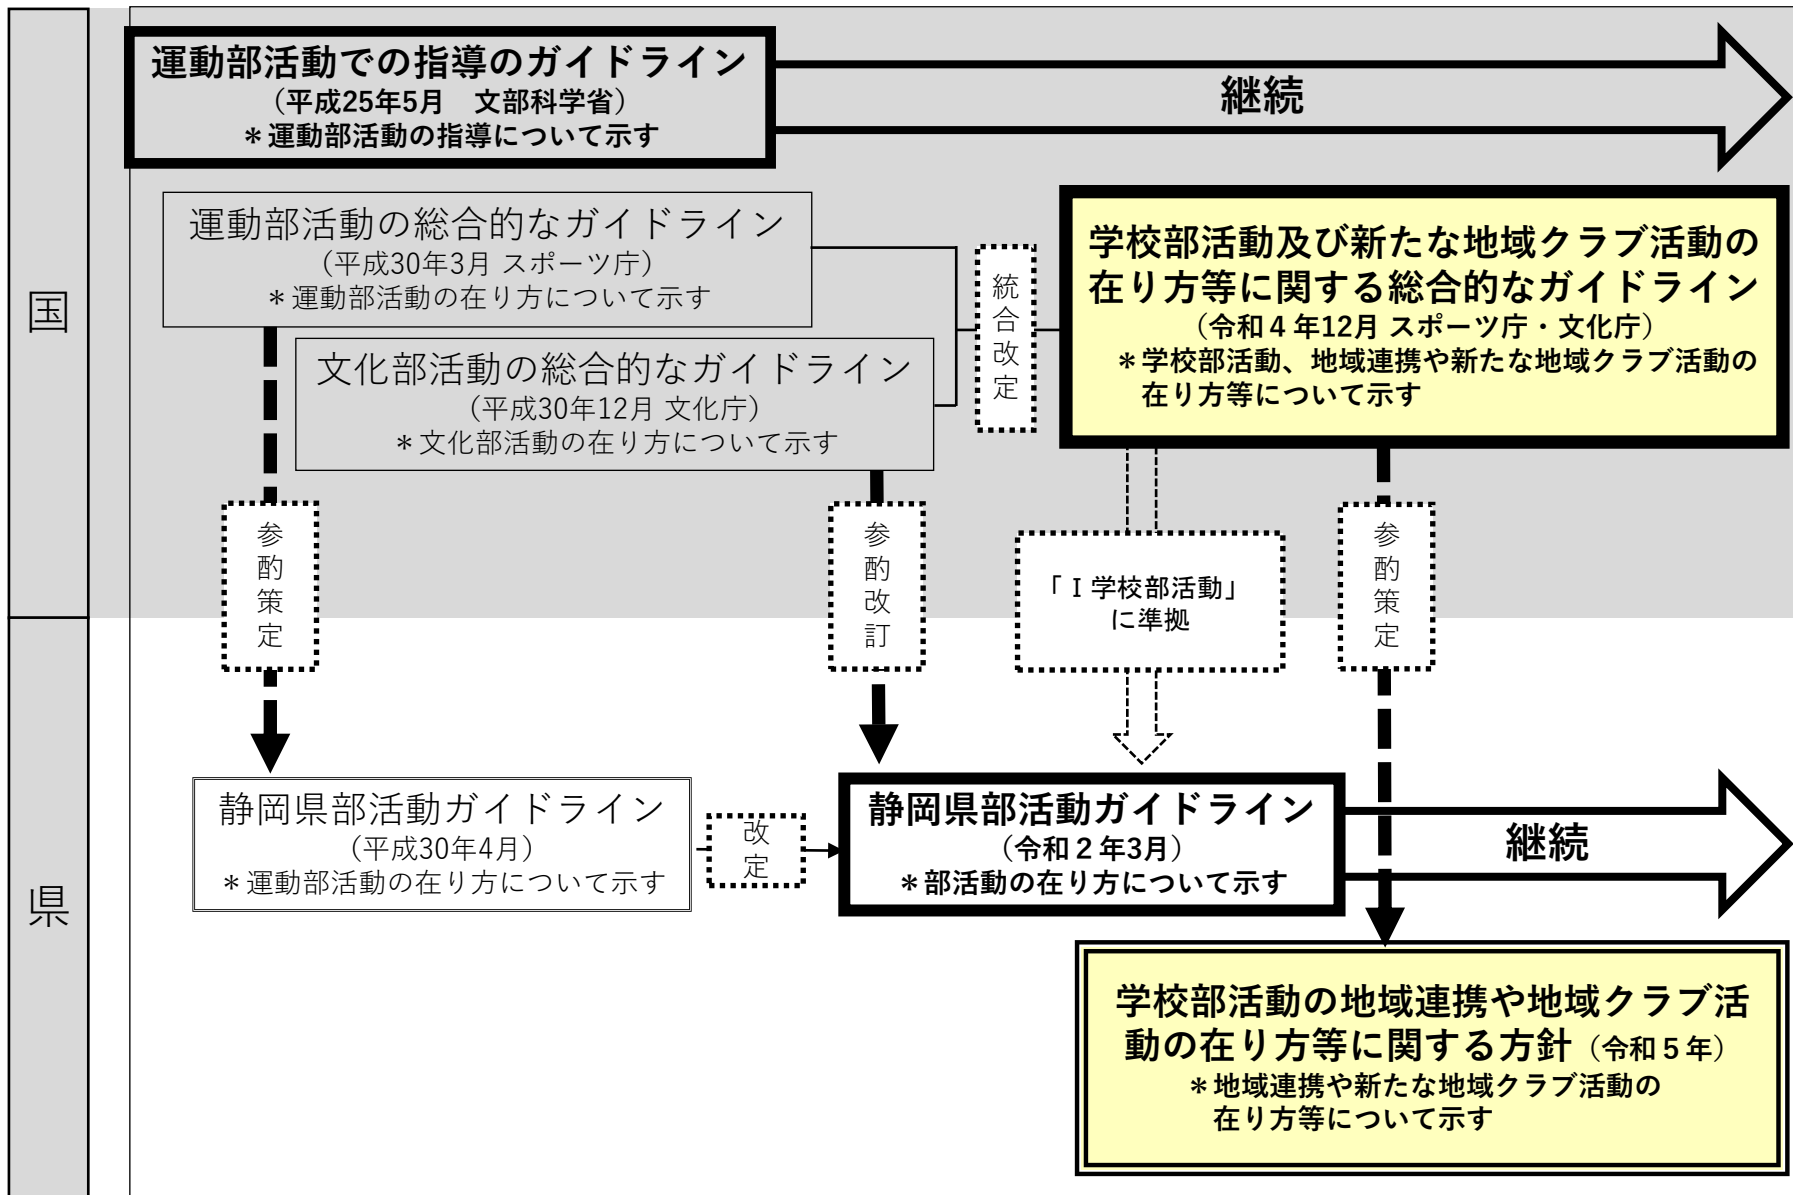 国
運動部活動での指導のガイドライン
（平成25年5月　文部科学省）
＊運動部活動の指導について示す
継続
運動部活動の総合的なガイドライン
（平成30年3月 スポーツ庁）
＊運動部活動の在り方について示す
文化部活動の総合的なガイドライン
（平成30年12月 文化庁）
＊文化部活動の在り方について示す
統合改定
学校部活動及び新たな地域クラブ活動の
在り方等に関する総合的なガイドライン
（令和４年12月 スポーツ庁・文化庁）
＊学校部活動、地域連携や新たな地域クラブ活動の
在り方等について示す
参酌策定
参酌改訂
「Ⅰ学校部活動」
に準拠
参酌策定
県
静岡県部活動ガイドライン
（平成30年4月）
＊運動部活動の在り方について示す
改定
静岡県部活動ガイドライン
（令和２年3月）
＊部活動の在り方について示す
継続
学校部活動の地域連携や地域クラブ活
動の在り方等に関する方針（令和５年）
＊地域連携や新たな地域クラブ活動の
在り方等について示す